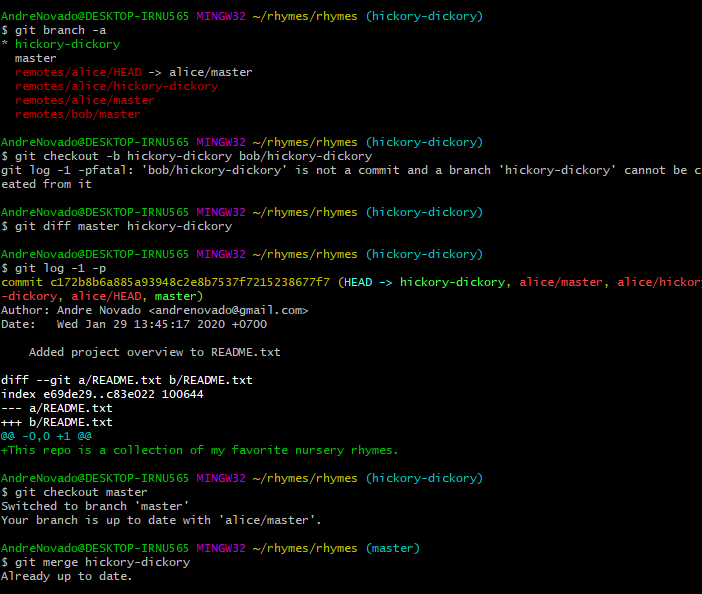 AndreNovado@DESKTOP-IRNU565 MINGW32 ~/rhymes/rhymes (hickory-dickory)
$ git branch -a
* hickory-dickory
  master
  remotes/alice/HEAD -> alice/master
  remotes/alice/hickory-dickory
  remotes/alice/master
  remotes/bob/master
AndreNovado@DESKTOP-IRNU565 MINGW32 ~/rhymes/rhymes (hickory-dickory)
$ git checkout -b hickory-dickory bob/hickory-dickory
git log -1 -pfatal: 'bob/hickory-dickory' is not a commit and a branch 'hickory-dickory' cannot be cr
eated from it
AndreNovado@DESKTOP-IRNU565 MINGW32 ~/rhymes/rhymes (hickory-dickory)
$ git diff master hickory-dickory
AndreNovado@DESKTOP-IRNU565 MINGW32 ~/rhymes/rhymes (hickory-dickory)
$ git log -1 -p
commit c172b8b6a885a93948c2e8b7537f7215238677f7 (HEAD -> hickory-dickory, alice/master, alice/hickory
-dickory, alice/HEAD, master)
Author: Andre Novado <andrenovado@gmail.com>
Date:   Wed Jan 29 13:45:17 2020 +0700
    Added project overview to README.txt
diff --git a/README.txt b/README.txt
index e69de29..c83e022 100644
--- a/README.txt
+++ b/README.txt
@@ -0,0 +1 @@
+This repo is a collection of my favorite nursery rhymes.
AndreNovado@DESKTOP-IRNU565 MINGW32 ~/rhymes/rhymes (hickory-dickory)
$ git checkout master
Switched to branch 'master'
Your branch is up to date with 'alice/master'.
AndreNovado@DESKTOP-IRNU565 MINGW32 ~/rhymes/rhymes (master)
$ git merge hickory-dickory
Already up to date.